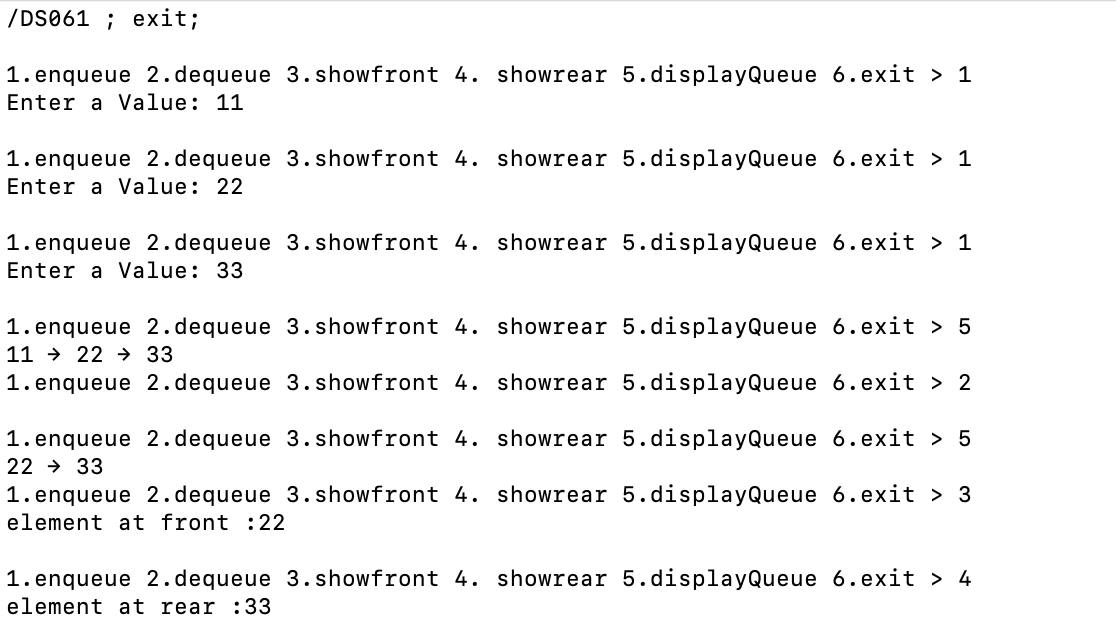 /DS061 ; exit;
1.enqueue 2.dequeue 3.showfront 4. showrear 5.displayQueue 6.exit > 1
Enter a Value: 11
1.enqueue 2.dequeue 3.showfront 4. showrear 5.displayQueue 6.exit > 1
Enter a Value: 22
1.enqueue 2.dequeue 3.showfront 4. showrear 5.displayQueue 6.exit > 1
Enter a Value: 33
1.enqueue 2.dequeue 3.showfront 4. showrear 5.displayQueue 6.exit > 5
11 → 22 → 33
1.enqueue 2.dequeue 3.showfront 4. showrear 5.displayQueue 6.exit > 2
1.enqueue 2.dequeue 3.showfront 4. showrear 5.displayQueue 6.exit > 5
22 → 33
1.enqueue 2.dequeue 3.showfront 4. showrear 5.displayQueue 6.exit > 3
element at front :22
1.enqueue 2.dequeue 3.showfront 4. showrear 5.displayQueue 6.exit > 4
element at rear :33